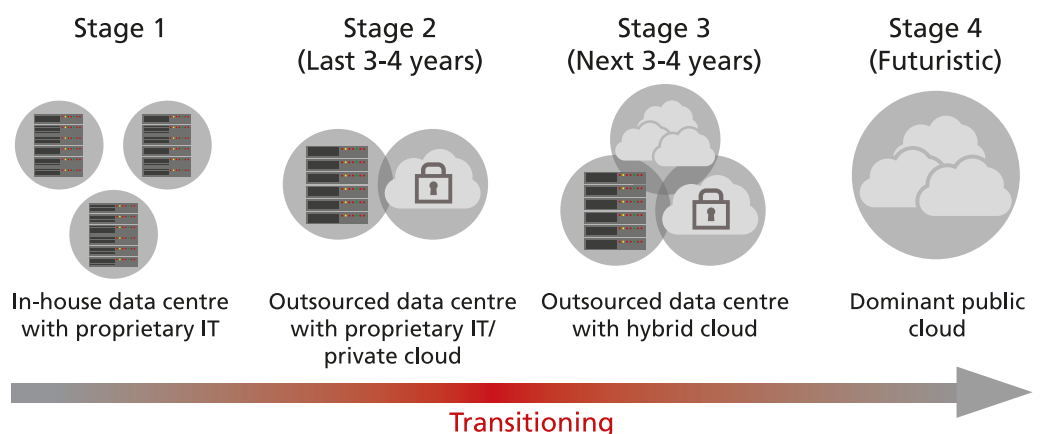 Stage 1
Stage 2
(Last 3-4 years)
Stage 3
(Next 3-4 years)
Stage 4
(Futuristic)
In-house data centre
with proprietary IT
Outsourced data centre
with proprietary IT/
private cloud
Outsourced data centre
with hybrid cloud
Dominant public
cloud
Transitioning